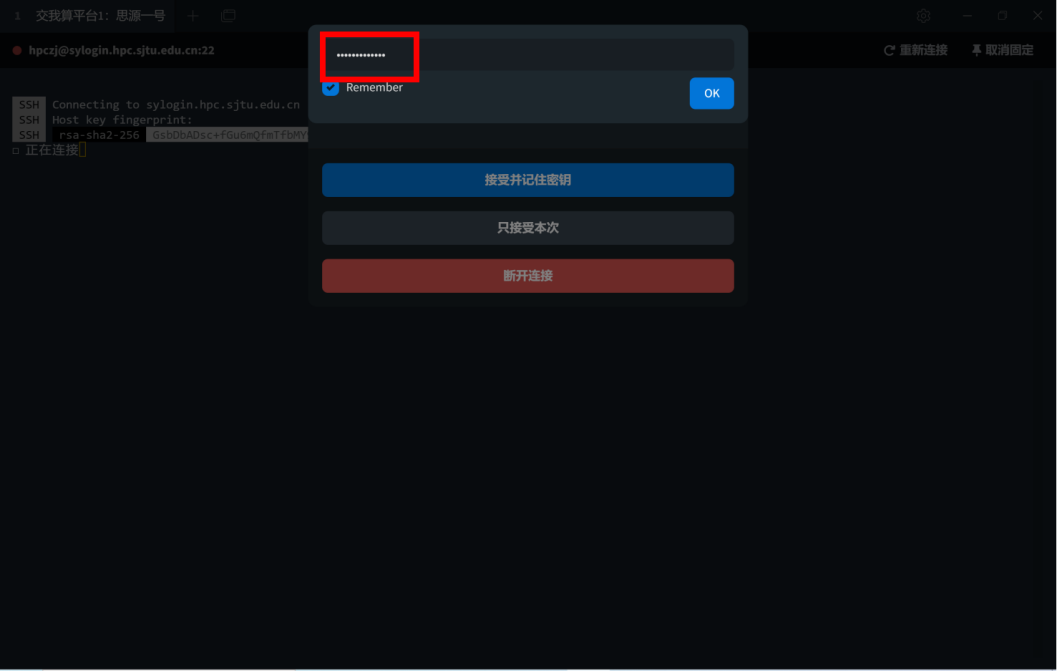 1 交我算平台1：思源一号
hpczj@sylogin.hpc.sjtu.edu.cn:22
重新连接 取消固定
•••••••••••••
Remember
OK
SSH Connecting to sylogin.hpc.sjtu.edu.cn
SSH Host key fingerprint:
SSH rsa-sha2-256
正在连接
接受并记住密钥
只接受本次
断开连接